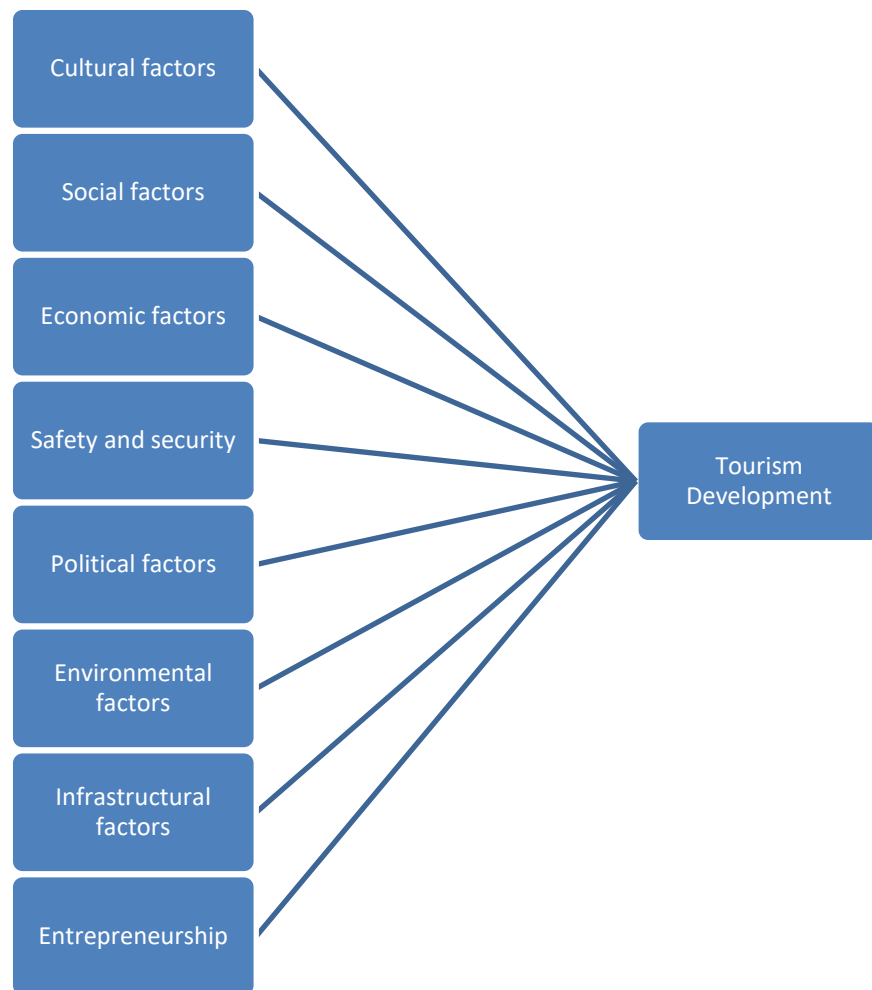 Cultural factors
Social factors
Economic factors
Safety and security
Political factors
Environmental
factors
Infrastructural
factors
Entrepreneurship
Tourism
Development